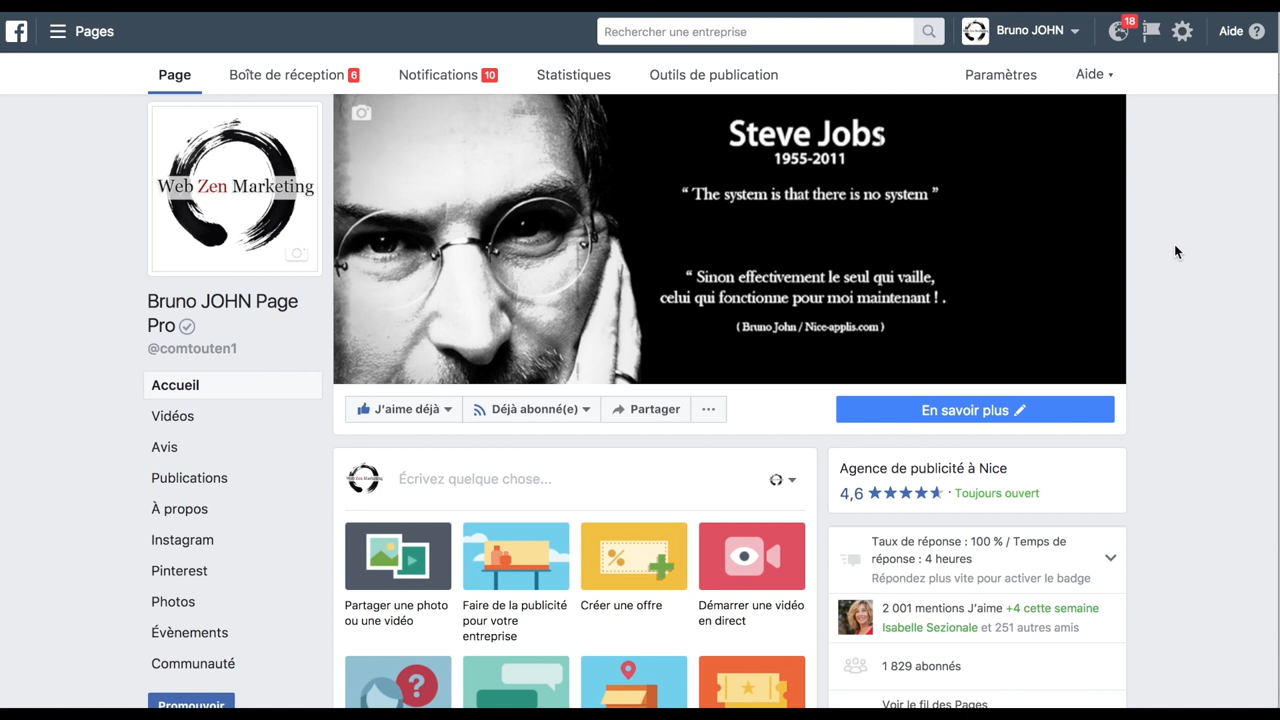 f
Pages
Rechercher une entreprise
Bruno JOHN
18
Aide ?
Page
Boîte de réception 6
Notifications 10
Statistiques
Outils de publication
Paramètres
Aide
Web Zen Marketing
Steve Jobs
1955-2011
“ The system is that there is no system ”
“ Sinon effectivement le seul qui vaille,
celui qui fonctionne pour moi maintenant ! .
( Bruno John / Nice-applis.com )
Bruno JOHN Page
Pro
@comtouten1
Accueil
Vidéos
Avis
Publications
À propos
Instagram
Pinterest
Photos
Évènements
Communauté
Promouvoir
J'aime déjà
Déjà abonné(e)
Partager
...
En savoir plus
Écrivez quelque chose...
Partager une photo
ou une vidéo
Faire de la publicité
pour votre
entreprise
%
Créer une offre
Démarrer une vidéo
en direct
?
Agence de publicité à Nice
4,6 ★★★★★ · Toujours ouvert
Taux de réponse : 100 % / Temps de
réponse : 4 heures
Répondez plus vite pour activer le badge
2 001 mentions J'aime +4 cette semaine
Isabelle Sezionale et 251 autres amis
1 829 abonnés
Voir le fil des Pages